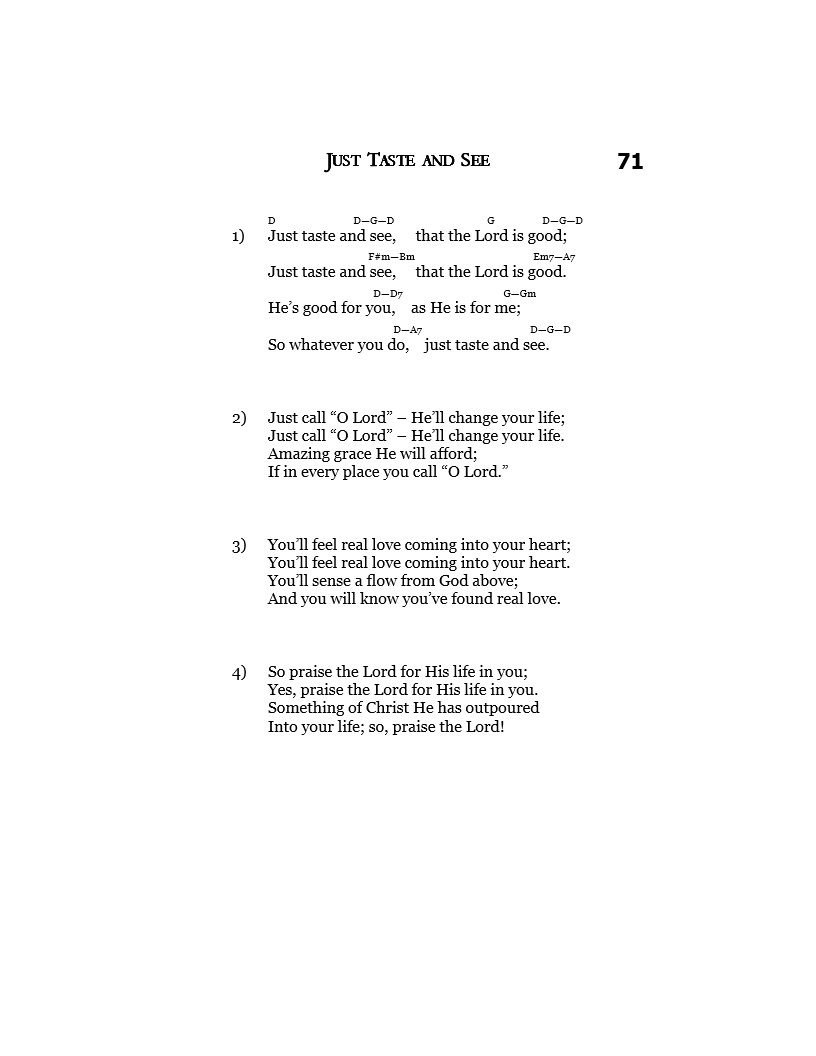 JUST TASTE AND SEE 71
D D—G—D G D—G—D
1) Just taste and see, that the Lord is good;
F#m—Bm Em7—A7
Just taste and see, that the Lord is good.
D—D7 G—Gm
He’s good for you, as He is for me;
D—A7 D—G—D
So whatever you do, just taste and see.
2) Just call “O Lord” – He’ll change your life;
Just call “O Lord” – He’ll change your life.
Amazing grace He will afford;
If in every place you call “O Lord.”
3) You’ll feel real love coming into your heart;
You’ll feel real love coming into your heart.
You’ll sense a flow from God above;
And you will know you’ve found real love.
4) So praise the Lord for His life in you;
Yes, praise the Lord for His life in you.
Something of Christ He has outpoured
Into your life; so, praise the Lord!